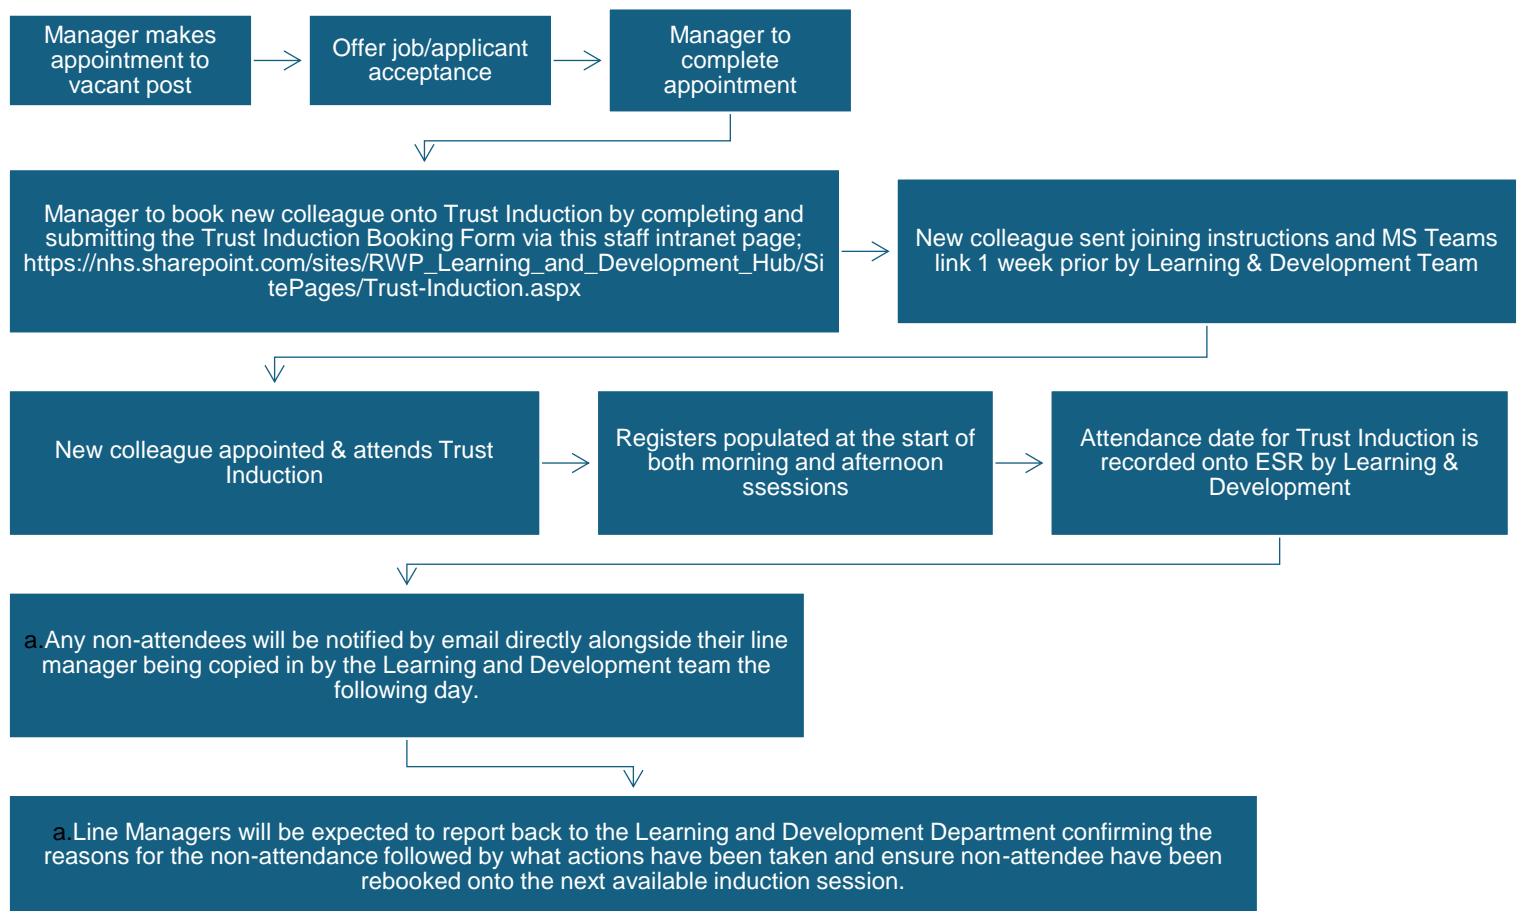 Manager makes
appointment to
vacant post
Offer job/applicant
acceptance
Manager to
complete
appointment
Manager to book new colleague onto Trust Induction by completing and
submitting the Trust Induction Booking Form via this staff intranet page;
https://nhs.sharepoint.com/sites/RWP_Learning_and_Development_Hub/Si
tePages/Trust-Induction.aspx
New colleague sent joining instructions and MS Teams
link 1 week prior by Learning & Development Team
New colleague appointed & attends Trust
Induction
Registers populated at the start of
both morning and afternoon
ssessions
Attendance date for Trust Induction is
recorded onto ESR by Learning &
Development
a.Any non-attendees will be notified by email directly alongside their line
manager being copied in by the Learning and Development team the
following day.
a.Line Managers will be expected to report back to the Learning and Development Department confirming the
reasons for the non-attendance followed by what actions have been taken and ensure non-attendee have been
rebooked onto the next available induction session.